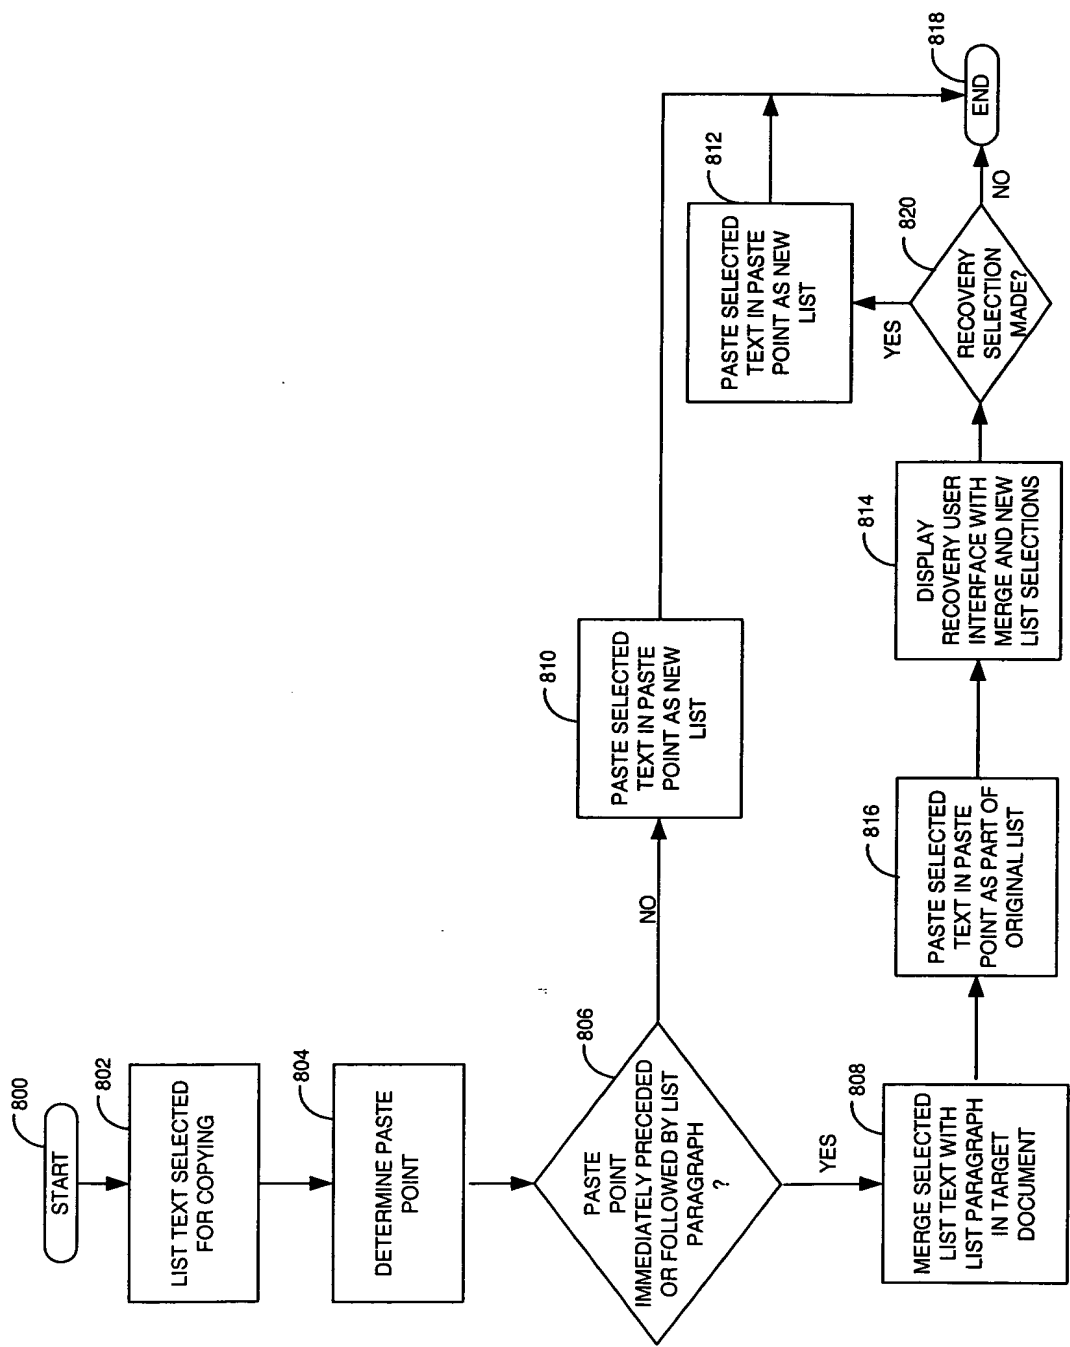 800
START
802
LIST TEXT SELECTED
FOR COPYING
804
DETERMINE PASTE
POINT
806
PASTE
POINT
IMMEDIATELY PRECEDED
OR FOLLOWED BY LIST
PARAGRAPH
?
NO
810
PASTE SELECTED
TEXT IN PASTE
POINT AS NEW
LIST
YES
808
MERGE SELECTED
LIST TEXT WITH
LIST PARAGRAPH
IN TARGET
DOCUMENT
816
PASTE SELECTED
TEXT IN PASTE
POINT AS PART OF
ORIGINAL LIST
814
DISPLAY
RECOVERY USER
INTERFACE WITH
MERGE AND NEW
LIST SELECTIONS
820
RECOVERY
SELECTION
MADE?
YES
812
PASTE SELECTED
TEXT IN PASTE
POINT AS NEW
LIST
NO
818
END